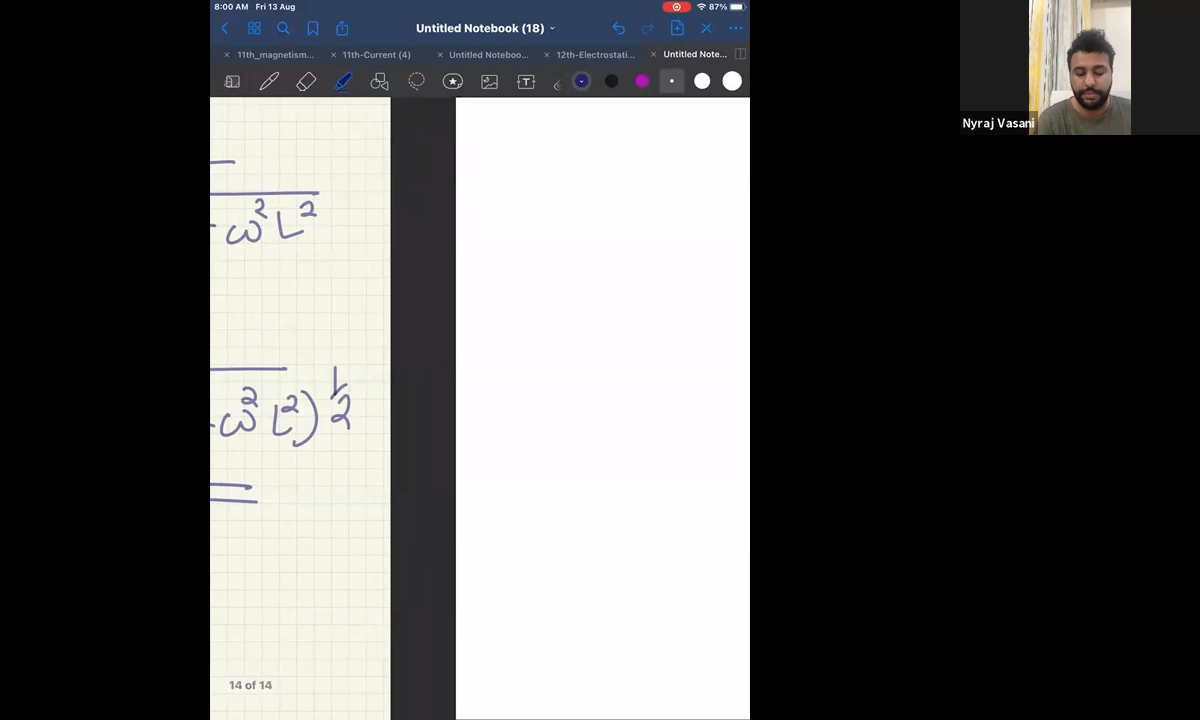 8:00 AM Fri 13 Aug
87%
Untitled Notebook (18)
11th_magnetism...
11th-Current (4)
Untitled Noteboo...
12th-Electrostati...
Untitled Note...
T
Nyraj Vasani
ω² L²
ω² L²)^1/2
14 of 14